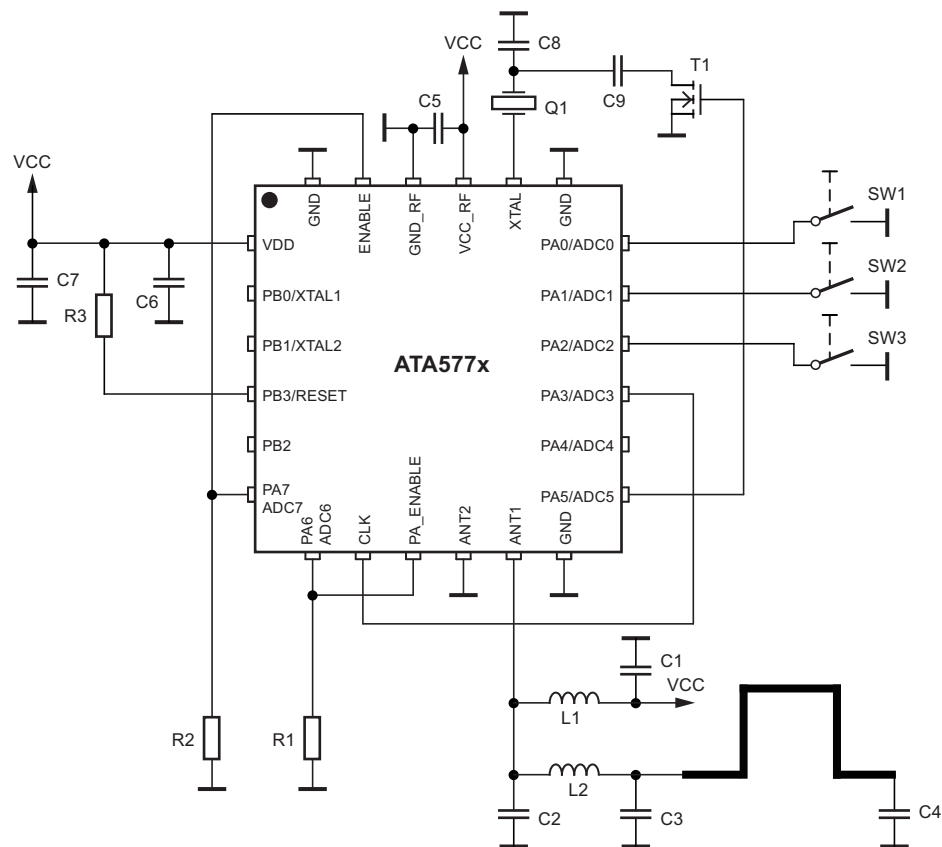 C8
VCC
T1
C5
Q1
C9
VCC
GND
ENABLE
GND_RF
VCC_RF
XTAL
GND
SW1
VDD
PA0/ADC0
C7
C6
SW2
PB0/XTAL1
PA1/ADC1
R3
SW3
PB1/XTAL2
PA2/ADC2
ATA577x
PB3/RESET
PA3/ADC3
PB2
PA4/ADC4
PA7
ADC7
PA5/ADC5
PA6
ADC6
CLK
PA_ENABLE
ANT2
ANT1
GND
C1
VCC
L1
R2
R1
L2
C2
C3
C4